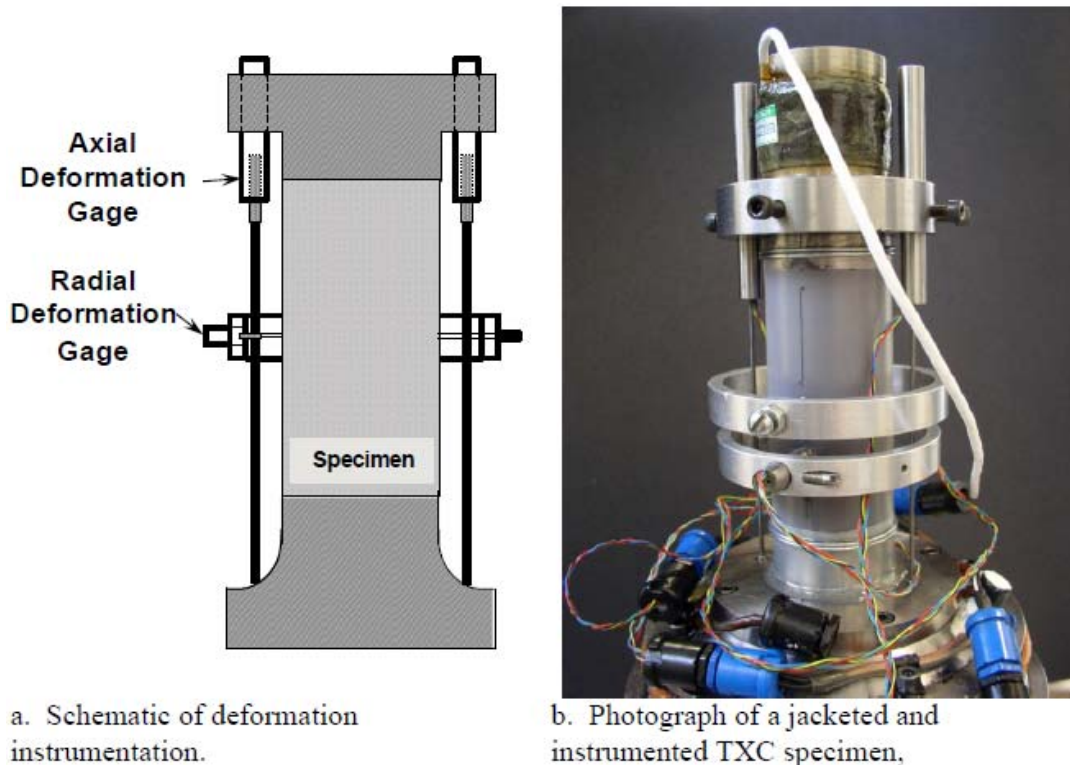 Axial
Deformation
Gage
Radial
Deformation
Gage
Specimen
a. Schematic of deformation
instrumentation.
b. Photograph of a jacketed and
instrumented TXC specimen,